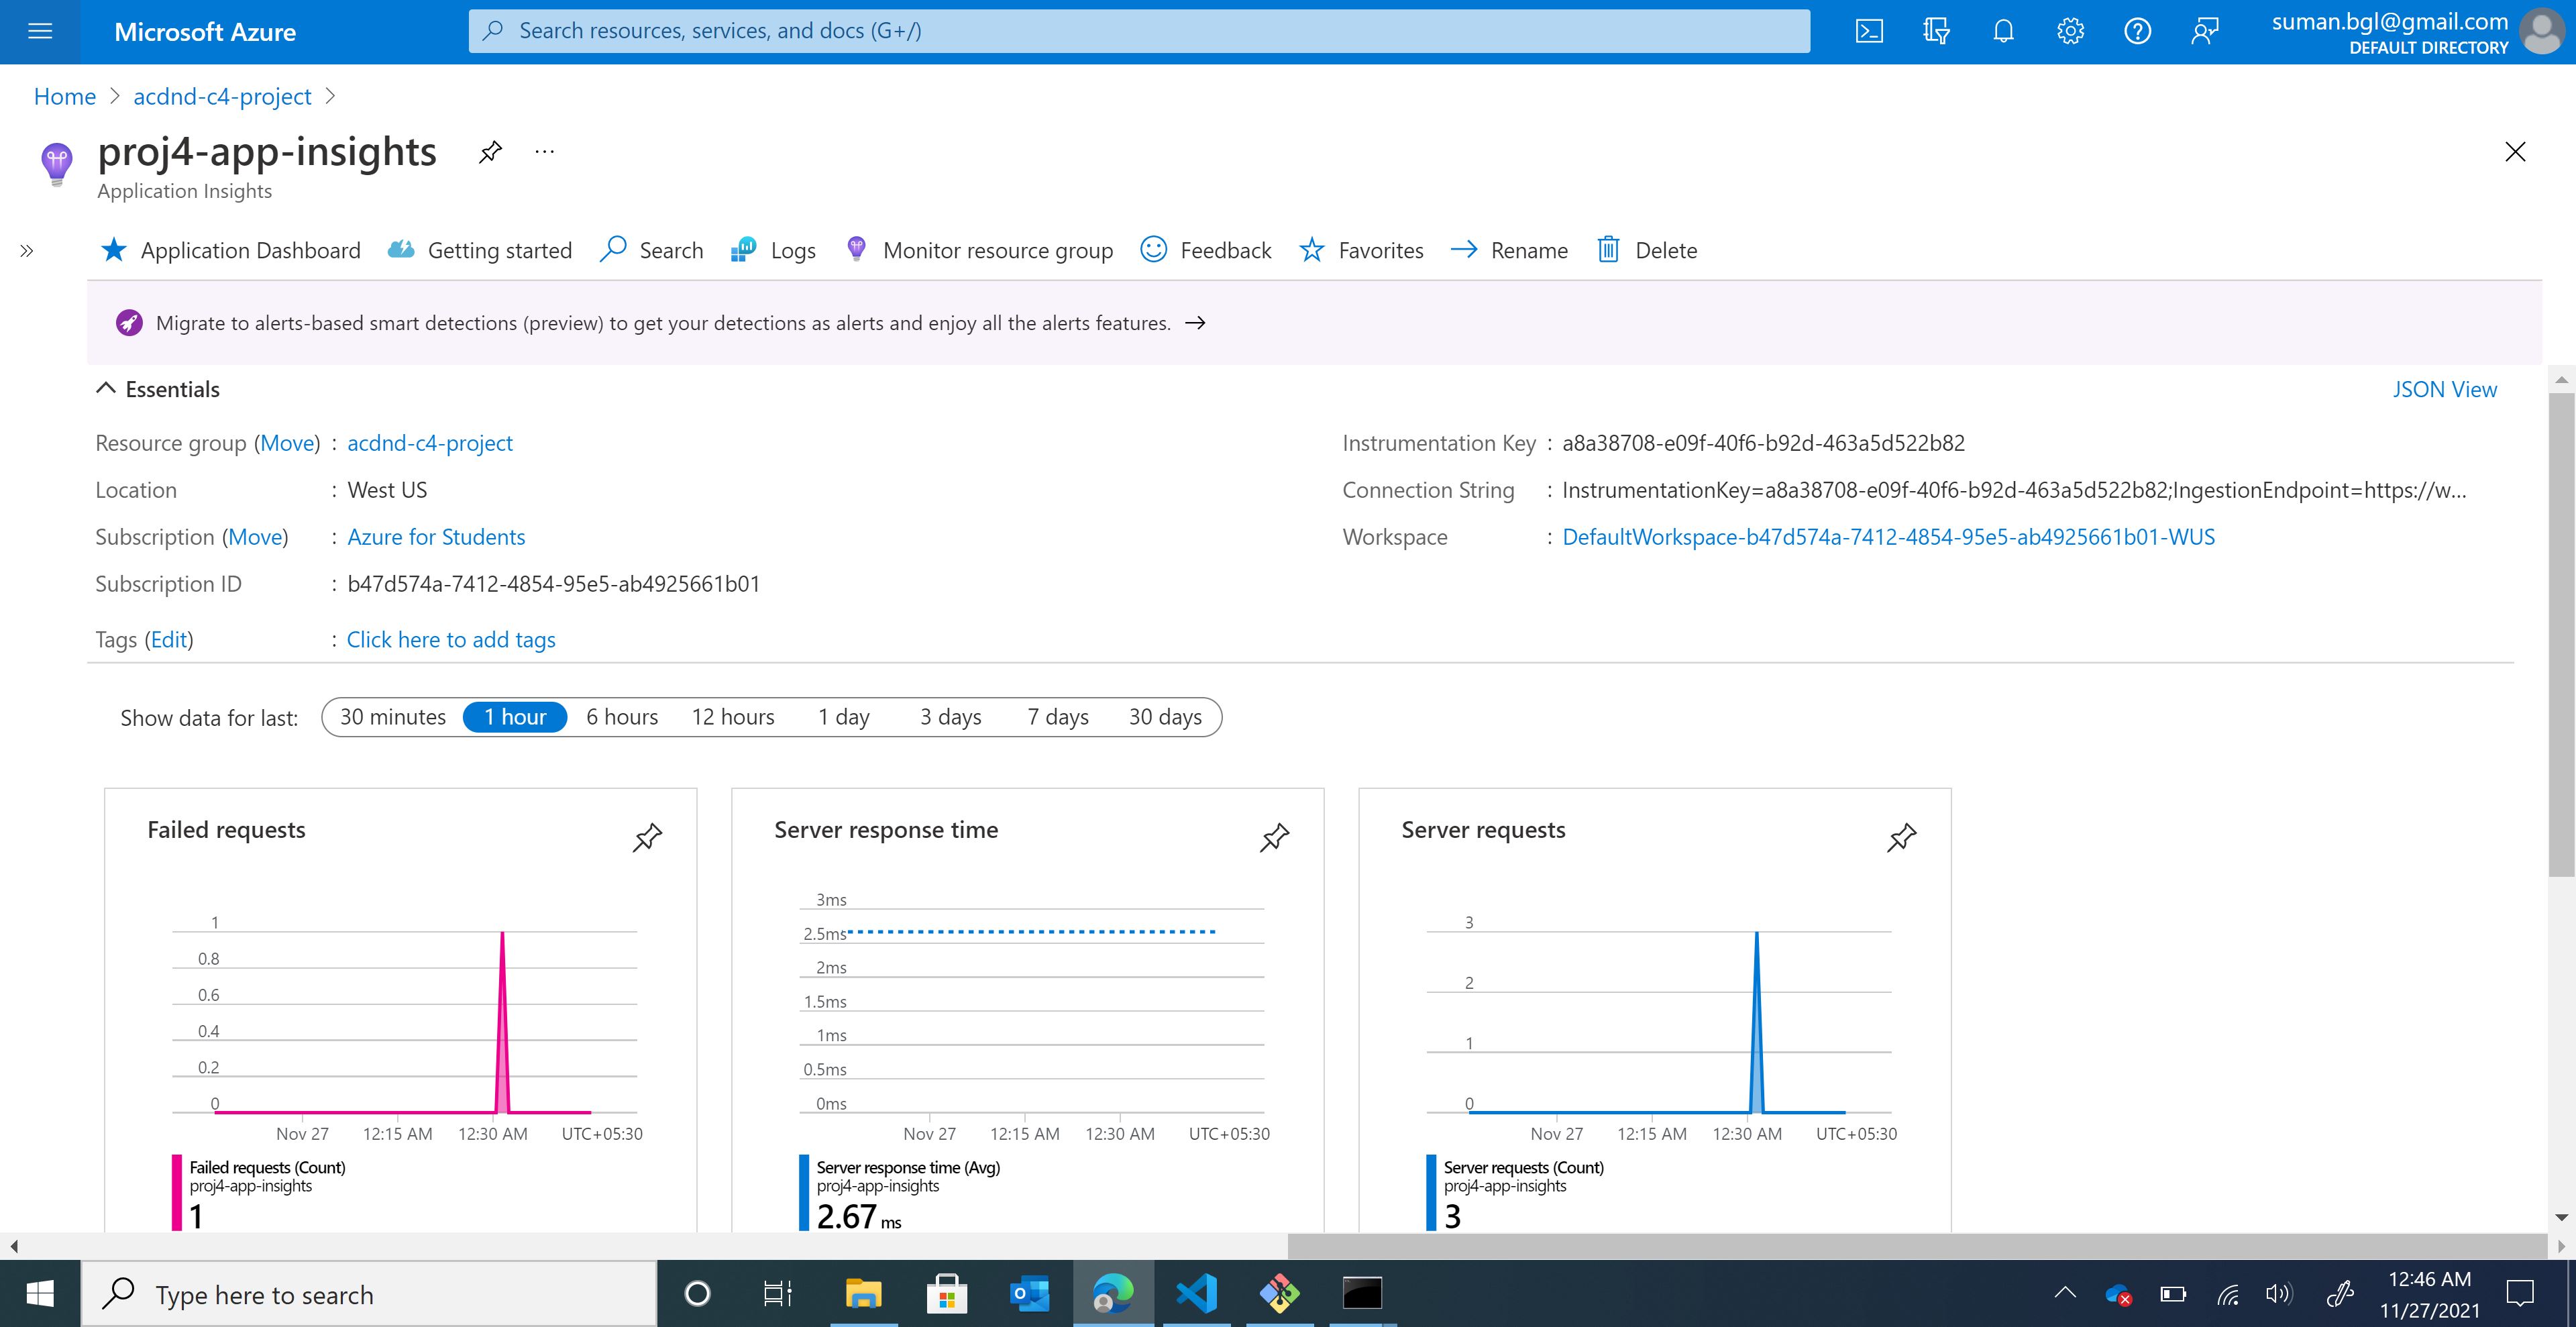 Microsoft Azure
Search resources, services, and docs (G+/)
suman.bgl@gmail.com
DEFAULT DIRECTORY
Home > acdnd-c4-project >
proj4-app-insights
Application Insights
Application Dashboard Getting started Search Logs Monitor resource group Feedback Favorites Rename Delete
Migrate to alerts-based smart detections (preview) to get your detections as alerts and enjoy all the alerts features. →
Essentials
JSON View
Resource group (Move) : acdnd-c4-project
Location : West US
Subscription (Move) : Azure for Students
Subscription ID : b47d574a-7412-4854-95e5-ab4925661b01
Tags (Edit) : Click here to add tags
Instrumentation Key : a8a38708-e09f-40f6-b92d-463a5d522b82
Connection String : InstrumentationKey=a8a38708-e09f-40f6-b92d-463a5d522b82;IngestionEndpoint=https://w...
Workspace : DefaultWorkspace-b47d574a-7412-4854-95e5-ab4925661b01-WUS
Show data for last: 30 minutes 1 hour 6 hours 12 hours 1 day 3 days 7 days 30 days
Failed requests
1
0.8
0.6
0.4
0.2
0
Nov 27 12:15 AM 12:30 AM UTC+05:30
Failed requests (Count)
proj4-app-insights
1
Server response time
3ms
2.5ms
2ms
1.5ms
1ms
0.5ms
0ms
Nov 27 12:15 AM 12:30 AM UTC+05:30
Server response time (Avg)
proj4-app-insights
2.67 ms
Server requests
3
2
1
0
Nov 27 12:15 AM 12:30 AM UTC+05:30
Server requests (Count)
proj4-app-insights
3
Type here to search
12:46 AM
11/27/2021